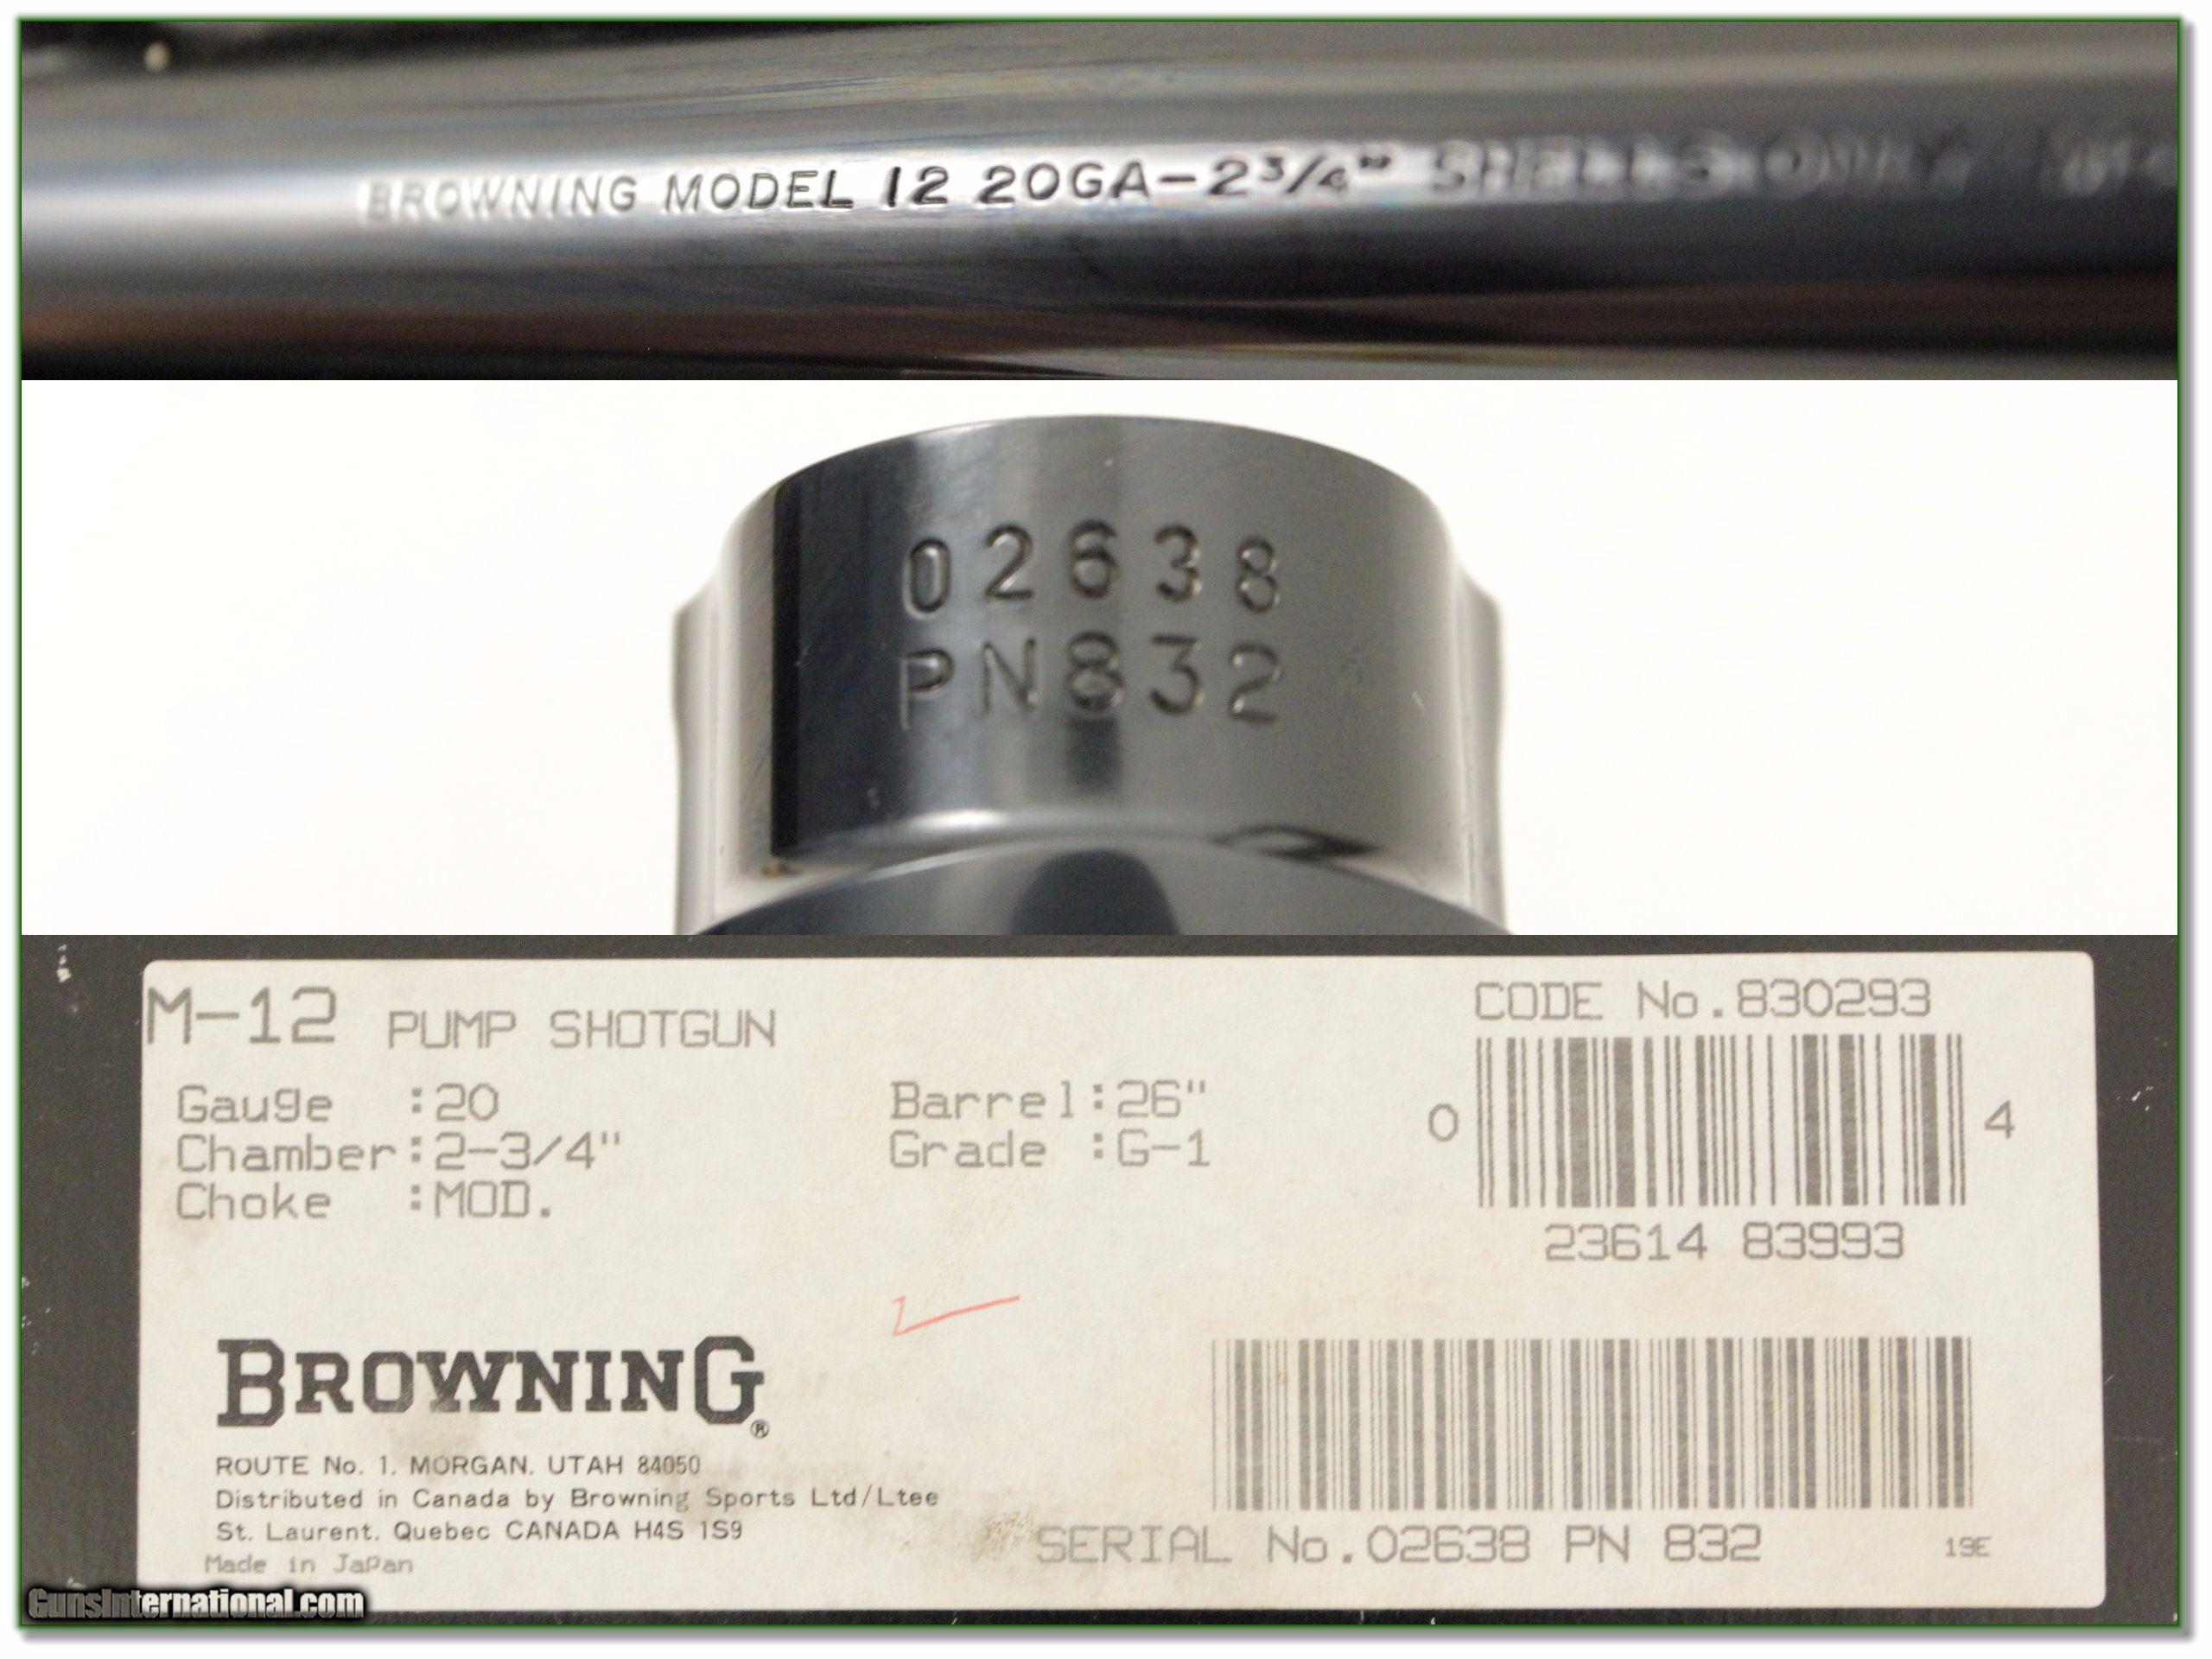 BROWNING MODEL 12 20GA-2¾" SHELLS ONLY
02638
PN832
M-12 PUMP SHOTGUN
CODE No.830293
Gauge :20
Barrel:26"
Chamber:2-3/4"
Grade :G-1
Choke :MOD.
0 4
23614 83993
BROWNING®
ROUTE No. 1, MORGAN, UTAH 84050
Distributed in Canada by Browning Sports Ltd/Ltee
St. Laurent, Quebec CANADA H4S 1S9
Made in Japan
SERIAL No.02638 PN 832
19E
GunsInternational.com